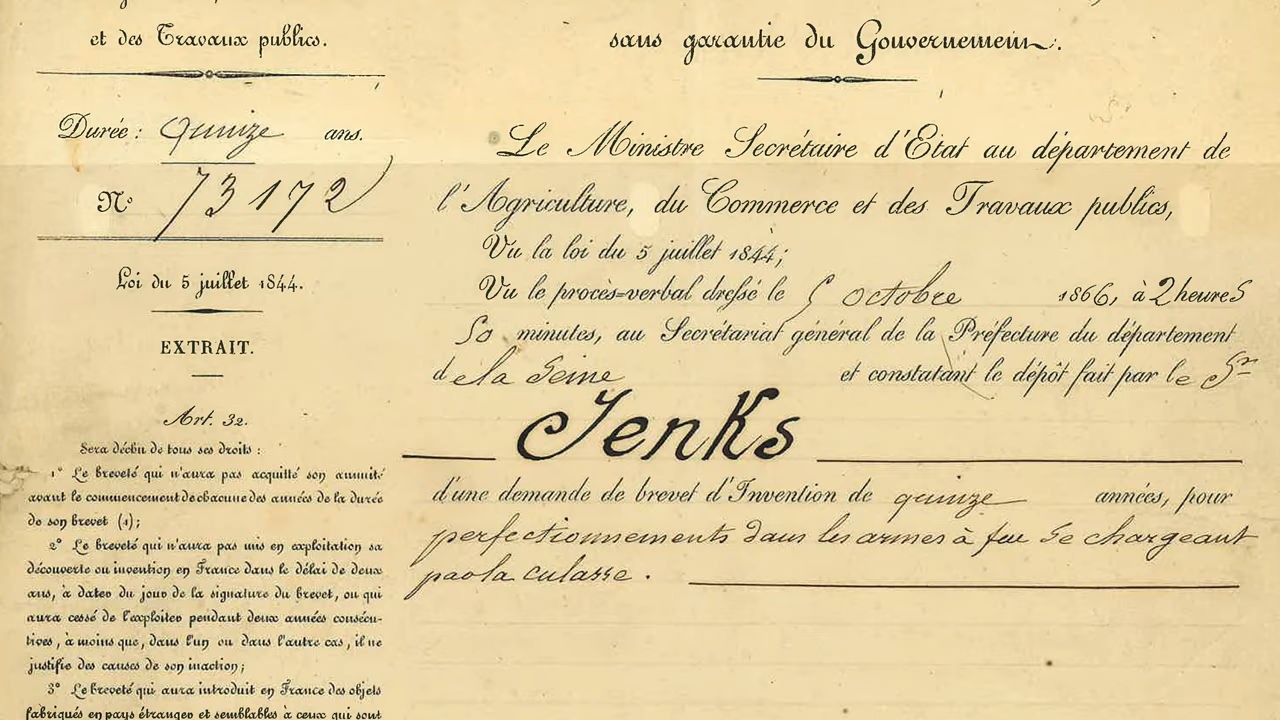 et des Travaux publics.
Durée : quinze ans.
N° 73172
Loi du 5 juillet 1844.
EXTRAIT.
Art. 32.
Sera déchu de tous ses droits :
1° Le breveté qui n'aura pas acquitté son annuité
avant le commencement de chacune des années de la durée
de son brevet (1);
2° Le breveté qui n'aura pas mis en exploitation sa
découverte ou invention en France dans le délai de deux
ans, à dater du jour de la signature du brevet, ou qui
aura cessé de l'exploiter pendant deux années consécu-
tives, à moins que, dans l'un ou dans l'autre cas, il ne
justifie des causes de son inaction;
3° Le breveté qui aura introduit en France des objets
fabriqués en pays étranger et semblables à ceux qui sont
sans garantie du Gouvernement.
Le Ministre Secrétaire d'Etat au département de
l'Agriculture, du Commerce et des Travaux publics,
Vu la loi du 5 juillet 1844;
Vu le procès=verbal dressé le 5 octobre 1866, à 2 heures
50 minutes, au Secrétariat général de la Préfecture du département
de la Seine et constatant le dépôt fait par le Sr
Jenks
d'une demande de brevet d'Invention de quinze années, pour
perfectionnements dans les armes à feu se chargeant
par la culasse.